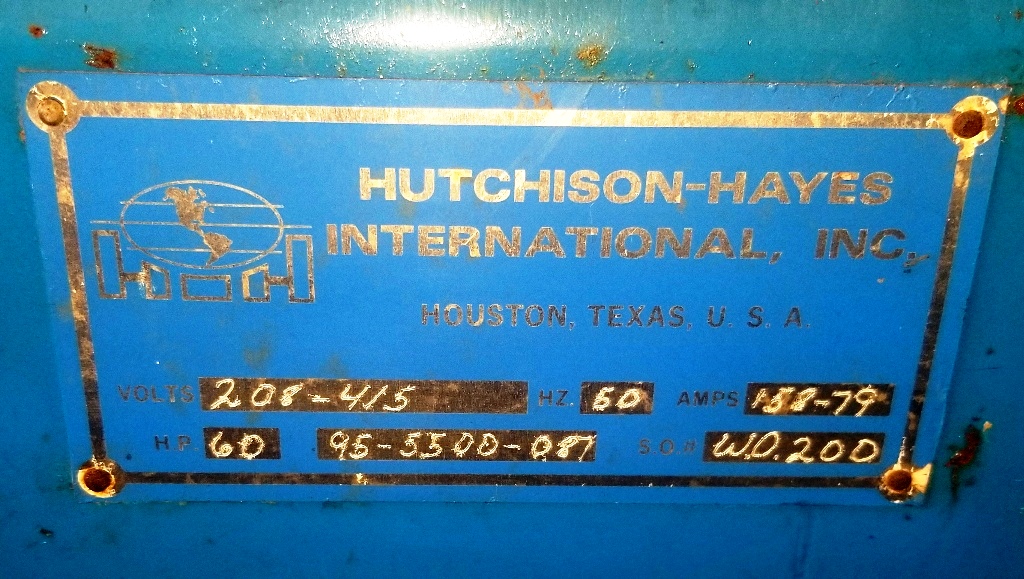 HUTCHISON-HAYES
INTERNATIONAL, INC.
HOUSTON, TEXAS, U. S. A.
VOLTS 208-415 HZ. 50 AMPS 158-79
H.P. 60 95-5500-087 S.O.# W.O.200